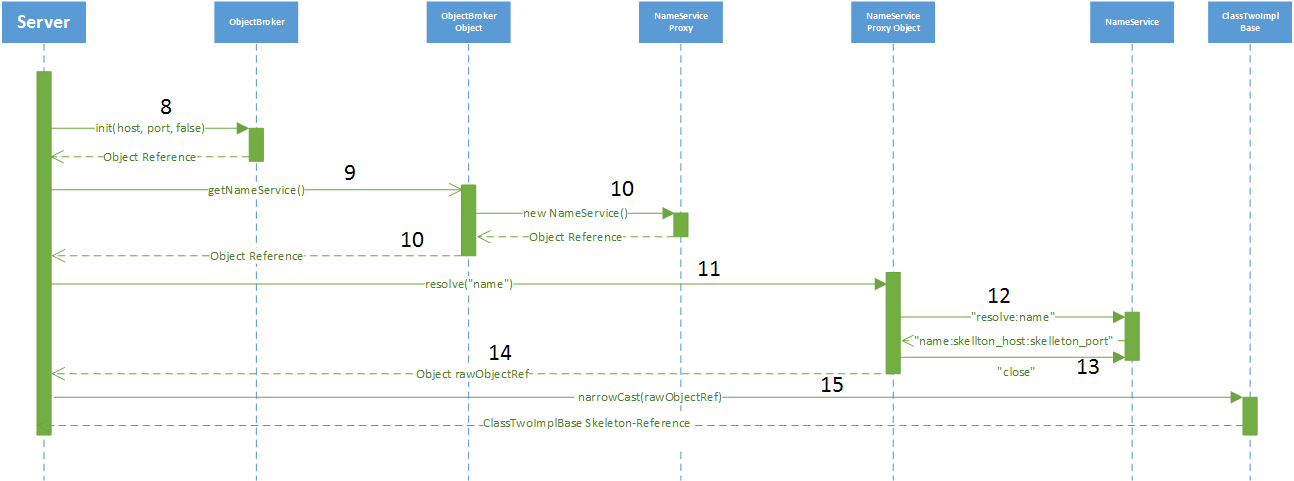 Server
ObjectBroker
ObjectBroker
Object
NameService
Proxy
NameService
Proxy Object
NameService
ClassTwoImpl
Base
8
init(host, port, false)
Object Reference
9
getNameService()
10
new NameService()
Object Reference
10
Object Reference
11
resolve("name")
12
"resolve:name"
"name:skellton_host:skelleton_port"
13
"close"
14
Object rawObjectRef
15
narrowCast(rawObjectRef)
ClassTwoImplBase Skeleton-Reference